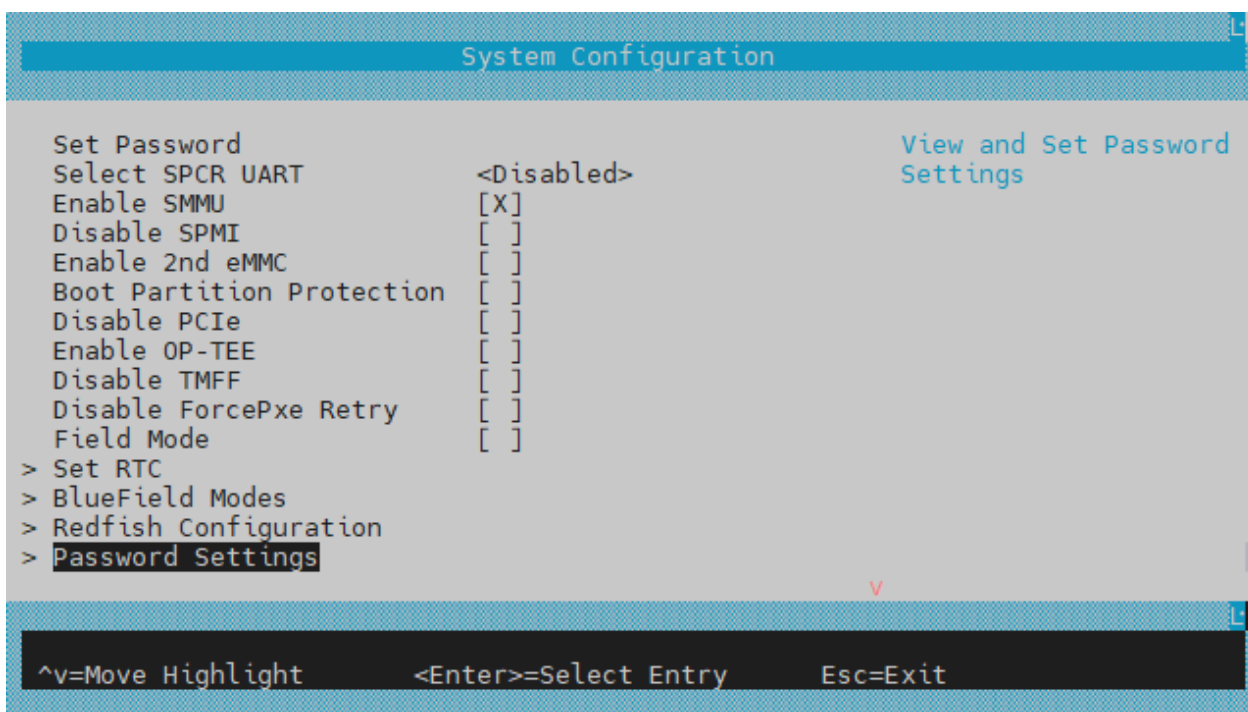 System Configuration
Set Password
Select SPCR UART <Disabled>
Enable SMMU [X]
Disable SPMI [ ]
Enable 2nd eMMC [ ]
Boot Partition Protection [ ]
Disable PCIe [ ]
Enable OP-TEE [ ]
Disable TMFF [ ]
Disable ForcePxe Retry [ ]
Field Mode [ ]
> Set RTC
> BlueField Modes
> Redfish Configuration
> Password Settings
View and Set Password
Settings
v
^v=Move Highlight <Enter>=Select Entry Esc=Exit